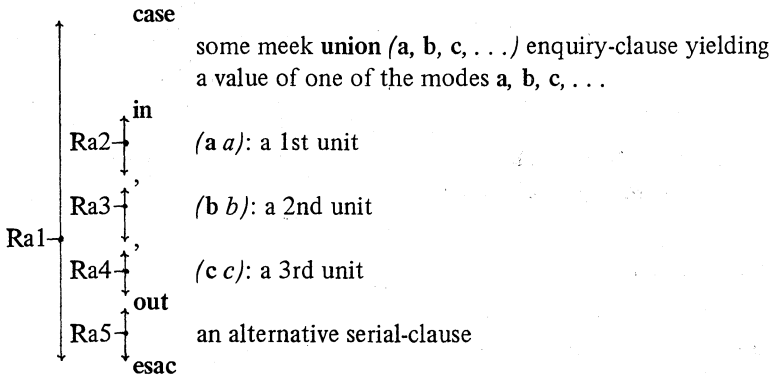 case
some meek union (a, b, c, . . .) enquiry-clause yielding
a value of one of the modes a, b, c, . . .
in
Ra2 (a a): a 1st unit
,
Ra3 (b b): a 2nd unit
Ra1 ,
Ra4 (c c): a 3rd unit
out
Ra5 an alternative serial-clause
esac